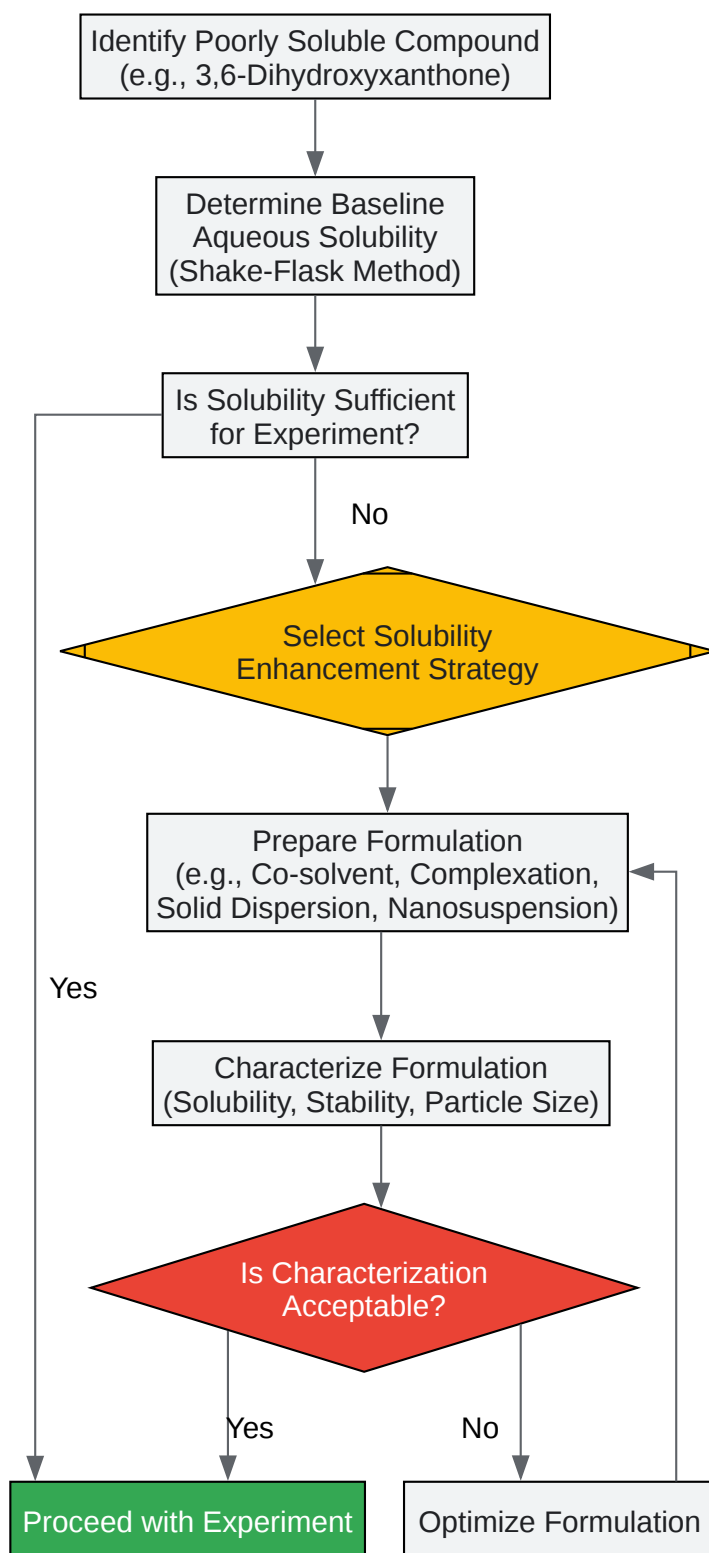 Identify Poorly Soluble Compound
(e.g., 3,6-Dihydroxyxanthone)
Determine Baseline
Aqueous Solubility
(Shake-Flask Method)
Is Solubility Sufficient
for Experiment?
No
Select Solubility
Enhancement Strategy
Prepare Formulation
(e.g., Co-solvent, Complexation,
Solid Dispersion, Nanosuspension)
Yes
Characterize Formulation
(Solubility, Stability, Particle Size)
Is Characterization
Acceptable?
Yes
No
Proceed with Experiment
Optimize Formulation